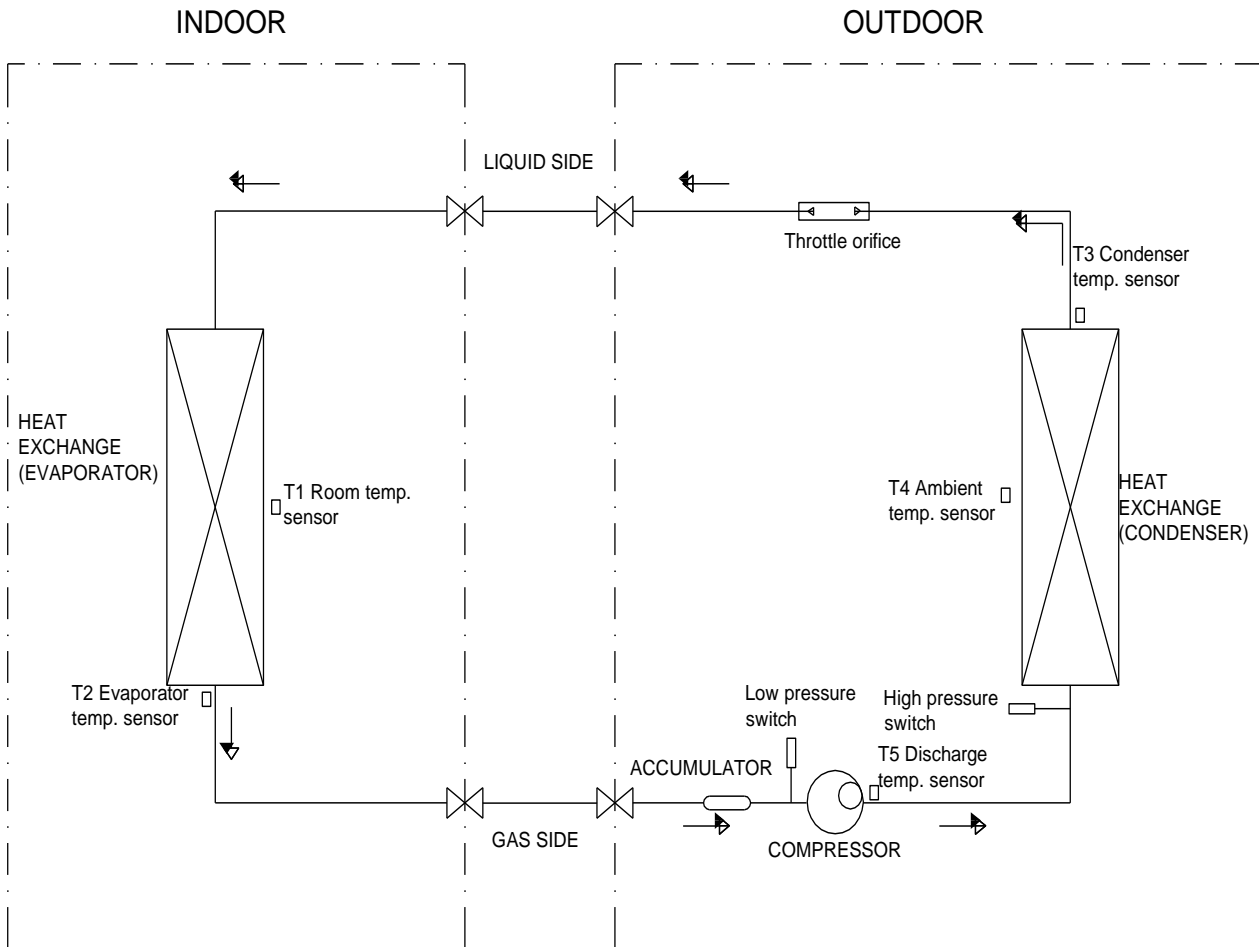 INDOOR
OUTDOOR
LIQUID SIDE
Throttle orifice
T3 Condenser
temp. sensor
HEAT
EXCHANGE
(EVAPORATOR)
T1 Room temp.
sensor
T4 Ambient
temp. sensor
HEAT
EXCHANGE
(CONDENSER)
T2 Evaporator
temp. sensor
Low pressure
switch
High pressure
switch
ACCUMULATOR
T5 Discharge
temp. sensor
GAS SIDE
COMPRESSOR